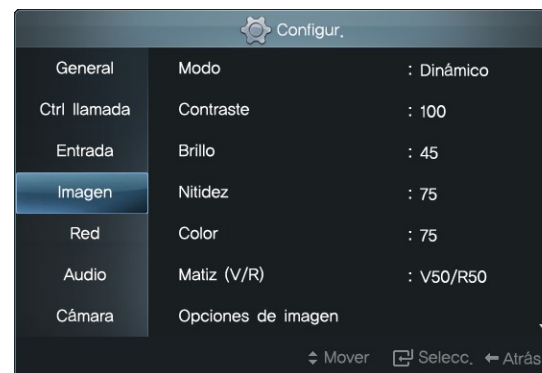 Configur.
General Modo : Dinámico
Ctrl llamada Contraste : 100
Entrada Brillo : 45
Imagen Nitidez : 75
Red Color : 75
Audio Matiz (V/R) : V50/R50
Cámara Opciones de imagen
Mover Selecc. Atrás